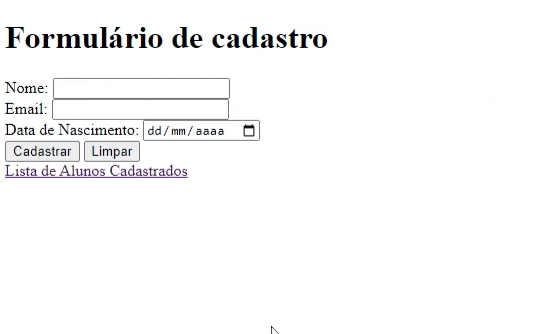 Formulário de cadastro
Nome:
Email:
Data de Nascimento: dd/mm/aaaa
Cadastrar Limpar
Lista de Alunos Cadastrados